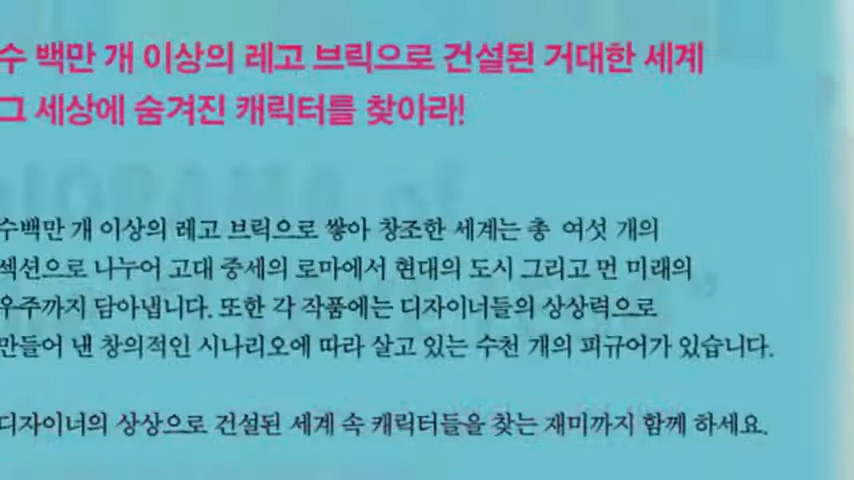 수 백만 개 이상의 레고 브릭으로 건설된 거대한 세계
그 세상에 숨겨진 캐릭터를 찾아라!
수백만 개 이상의 레고 브릭으로 쌓아 창조한 세계는 총 여섯 개의
섹션으로 나누어 고대 중세의 로마에서 현대의 도시 그리고 먼 미래의
우주까지 담아냅니다. 또한 각 작품에는 디자이너들의 상상력으로
만들어 낸 창의적인 시나리오에 따라 살고 있는 수천 개의 피규어가 있습니다.
디자이너의 상상으로 건설된 세계 속 캐릭터들을 찾는 재미까지 함께 하세요.